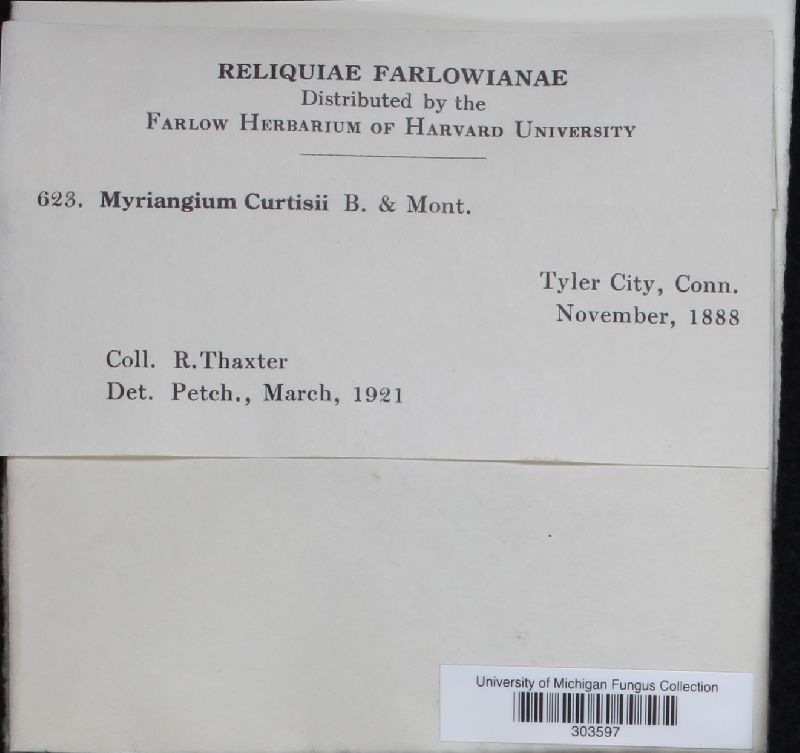 RELIQUIAE FARLOWIANAE
Distributed by the
FARLOW HERBARIUM OF HARVARD UNIVERSITY
623. Myriangium Curtisii B. & Mont.
Tyler City, Conn.
November, 1888
Coll. R.Thaxter
Det. Petch., March, 1921
University of Michigan Fungus Collection
303597